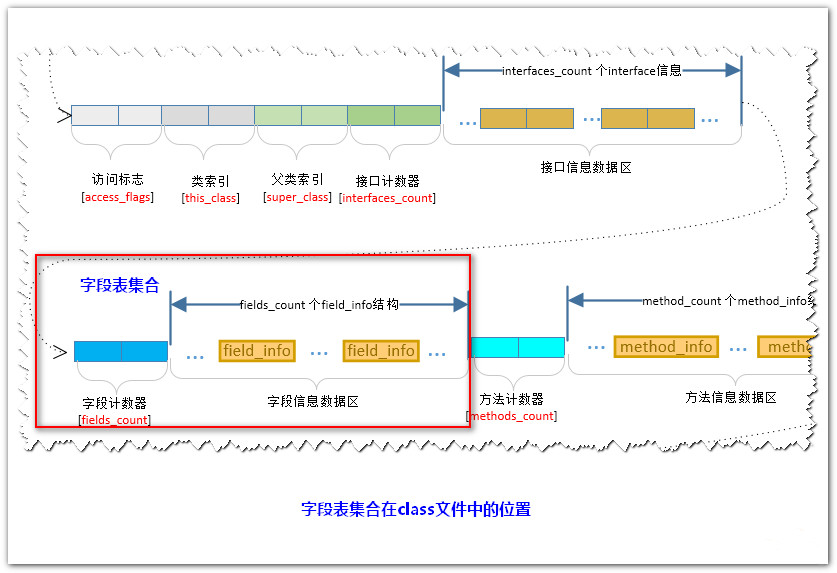 interfaces_count 个interface信息
... ... ...
访问标志 类索引 父类索引 接口计数器 接口信息数据区
[access_flags] [this_class] [super_class] [interfaces_count]
字段表集合
fields_count 个field_info结构 method_count 个method_info
... field_info ... field_info ... ... method_info ... metho
字段计数器 字段信息数据区 方法计数器 方法信息数据区
[fields_count] [methods_count]
字段表集合在class文件中的位置